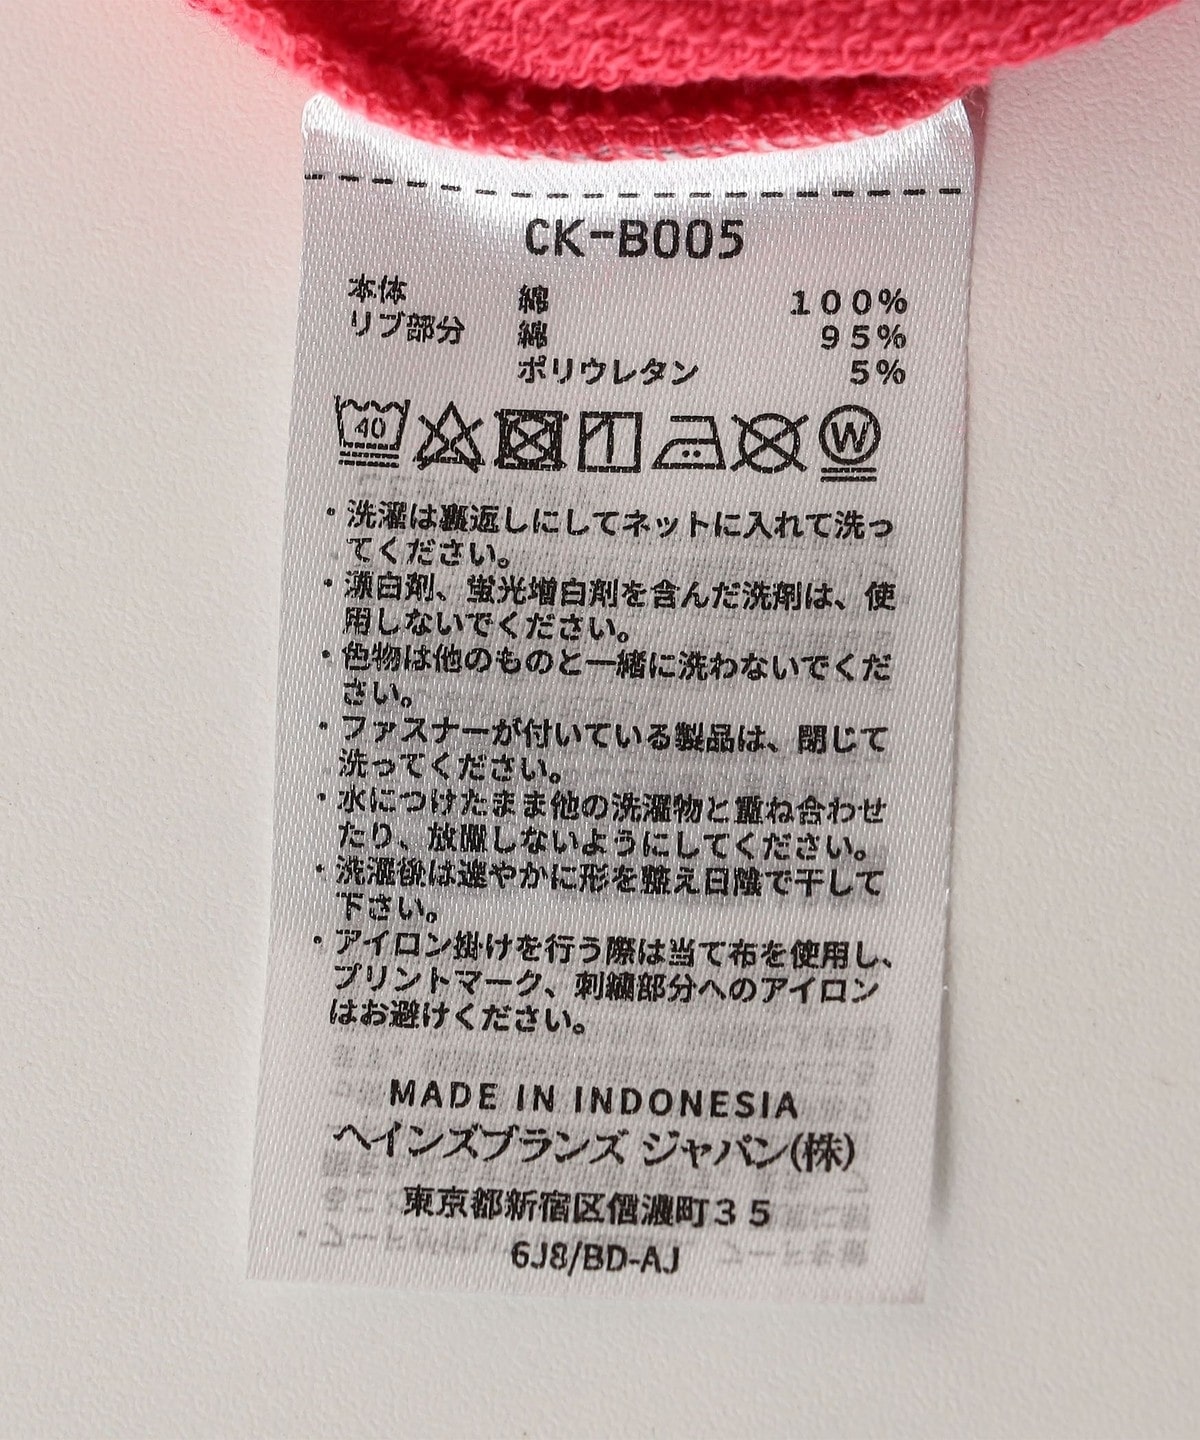 CK-B005
本体 綿 100%
リブ部分 綿 95%
ポリウレタン 5%
40 W
・洗濯は裏返しにしてネットに入れて洗っ
てください。
・漂白剤、蛍光増白剤を含んだ洗剤は、使
用しないでください。
・色物は他のものと一緒に洗わないでくだ
さい。
・ファスナーが付いている製品は、閉じて
洗ってください。
・水につけたまま他の洗濯物と重ね合わせ
たり、放置しないようにしてください。
・洗濯後は速やかに形を整え日陰で干して
下さい。
・アイロン掛けを行う際は当て布を使用し、
プリントマーク、刺繍部分へのアイロン
はお避けください。
MADE IN INDONESIA
ヘインズブランズ ジャパン(株)
東京都新宿区信濃町35
6J8/BD-AJ